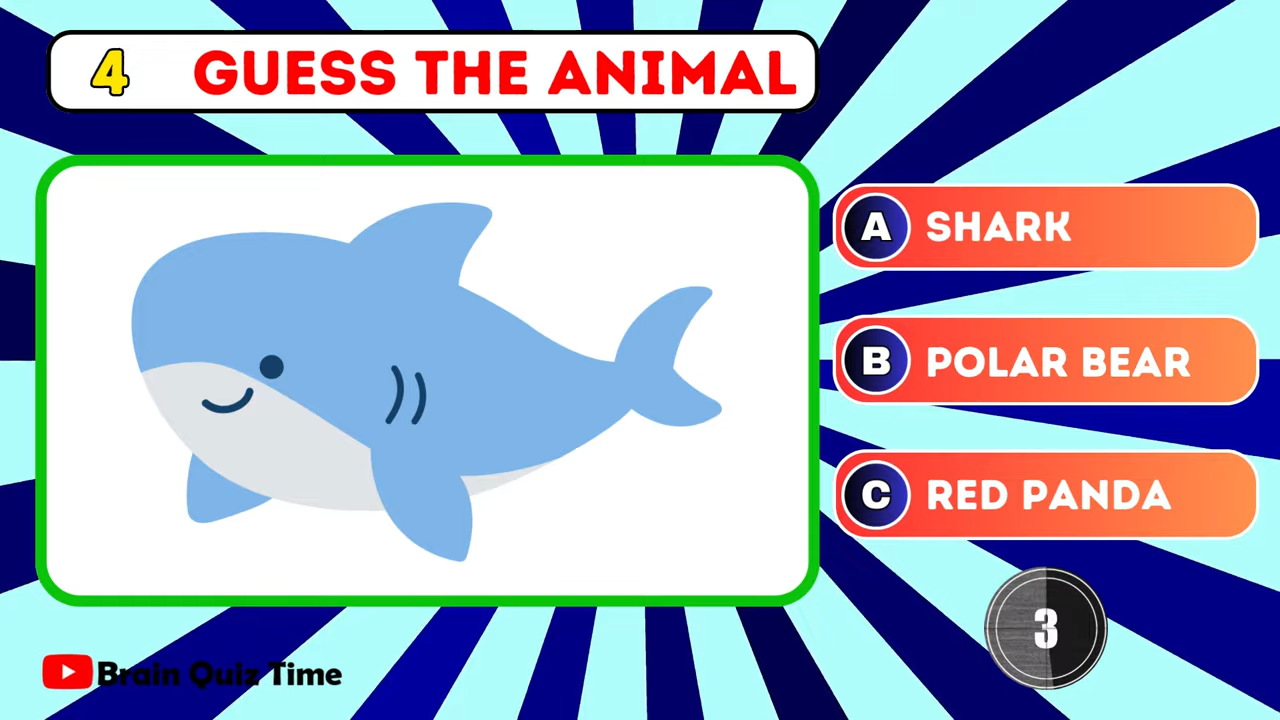 4 GUESS THE ANIMAL
A SHARK
B POLAR BEAR
C RED PANDA
3
Brain Quiz Time